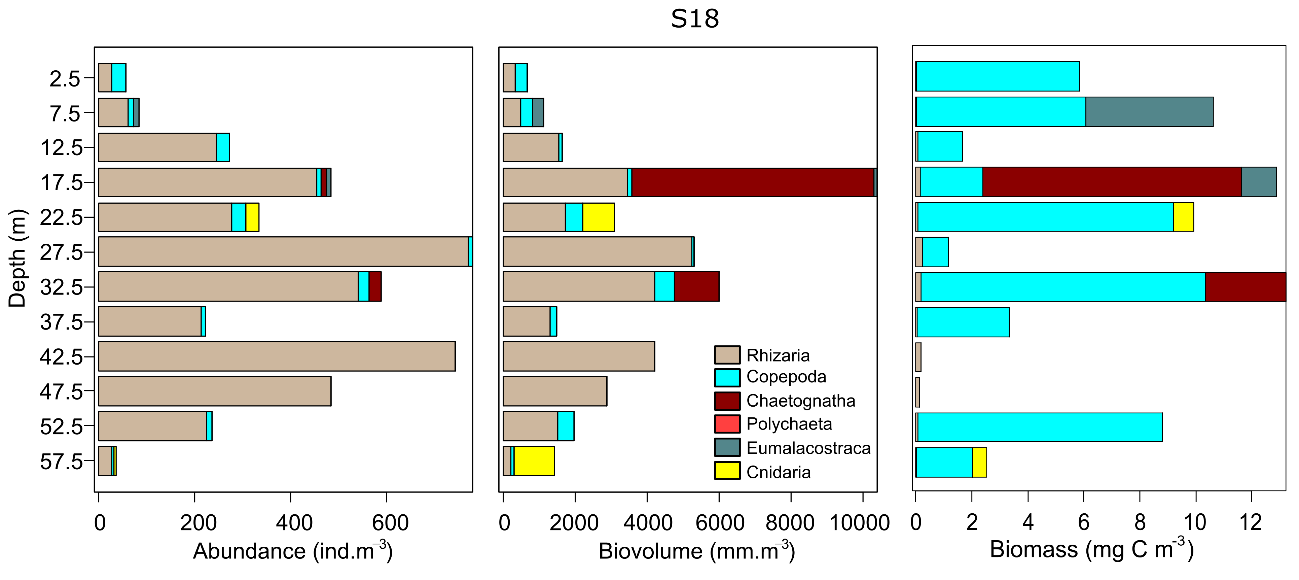 S18
Depth (m)
2.5
7.5
12.5
17.5
22.5
27.5
32.5
37.5
42.5
47.5
52.5
57.5
0 200 400 600
Abundance (ind.m⁻³)
Rhizaria
Copepoda
Chaetognatha
Polychaeta
Eumalacostraca
Cnidaria
0 2000 4000 6000 8000 10000
Biovolume (mm.m⁻³)
0 2 4 6 8 10 12
Biomass (mg C m⁻³)